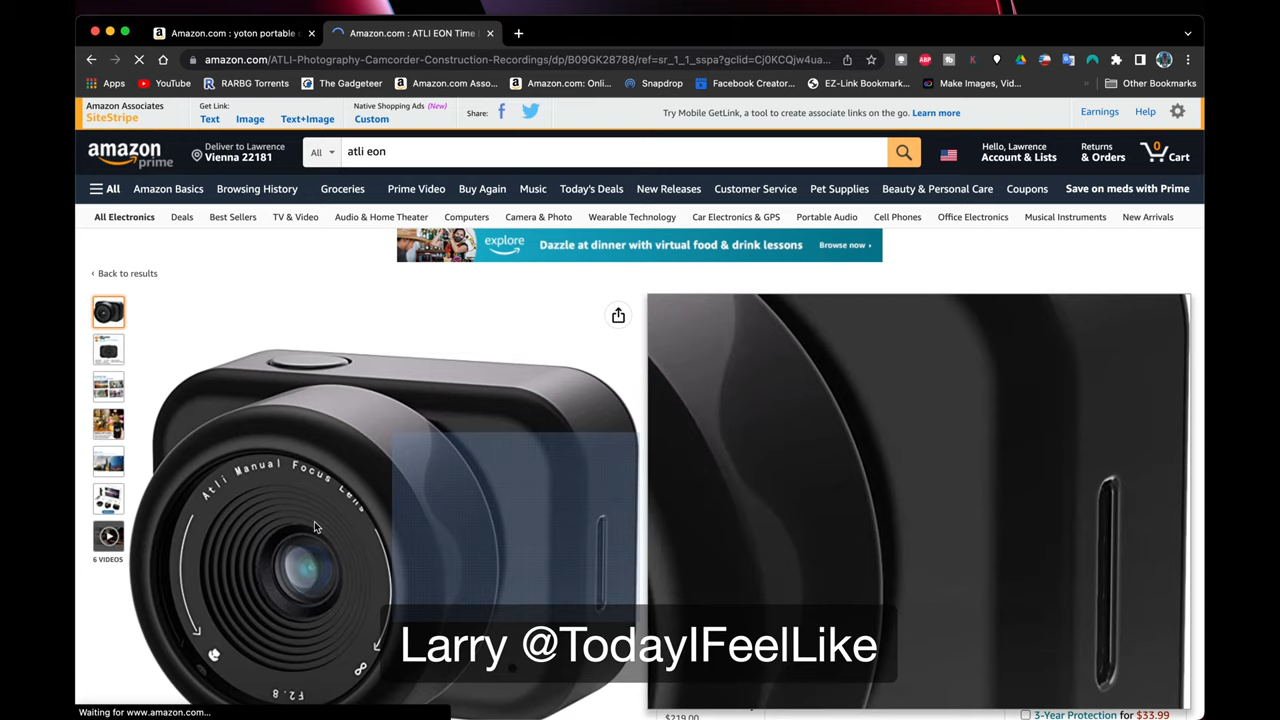 Amazon.com : yoton portable c
Amazon.com : ATLI EON Time
amazon.com/ATLI-Photography-Camcorder-Construction-Recordings/dp/B09GK28788/ref=sr_1_1_sspa?gclid=Cj0KCQjw4ua...
Apps
YouTube
RARBG Torrents
The Gadgeteer
Amazon.com Asso...
Amazon.com: Onli...
Snapdrop
Facebook Creator...
EZ-Link Bookmark...
Make Images, Vid...
Other Bookmarks
Amazon Associates
SiteStripe
Get Link:
Text
Image
Text+Image
Native Shopping Ads (New)
Custom
Share:
Try Mobile GetLink, a tool to create associate links on the go. Learn more
Earnings
Help
amazon
prime
Deliver to Lawrence
Vienna 22181
All
atli eon
Hello, Lawrence
Account & Lists
Returns
& Orders
0
Cart
All
Amazon Basics
Browsing History
Groceries
Prime Video
Buy Again
Music
Today's Deals
New Releases
Customer Service
Pet Supplies
Beauty & Personal Care
Coupons
Save on meds with Prime
All Electronics
Deals
Best Sellers
TV & Video
Audio & Home Theater
Computers
Camera & Photo
Wearable Technology
Car Electronics & GPS
Portable Audio
Cell Phones
Office Electronics
Musical Instruments
New Arrivals
explore
Dazzle at dinner with virtual food & drink lessons
Browse now
‹ Back to results
6 VIDEOS
Atli Manual Focus Lens
∞
F2.8
Larry @TodayIFeelLike
$219.00
3-Year Protection for $33.99
Waiting for www.amazon.com...